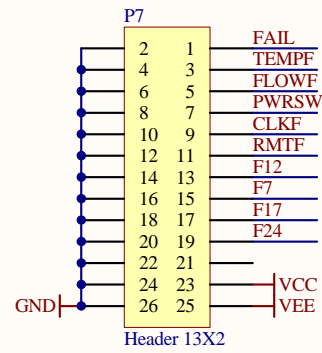 P7
2 1 FAIL
4 3 TEMPF
6 5 FLOWF
8 7 PWRSW
10 9 CLKF
12 11 RMTF
14 13 F12
16 15 F7
18 17 F17
20 19 F24
22 21
24 23 VCC
GND 26 25 VEE
Header 13X2